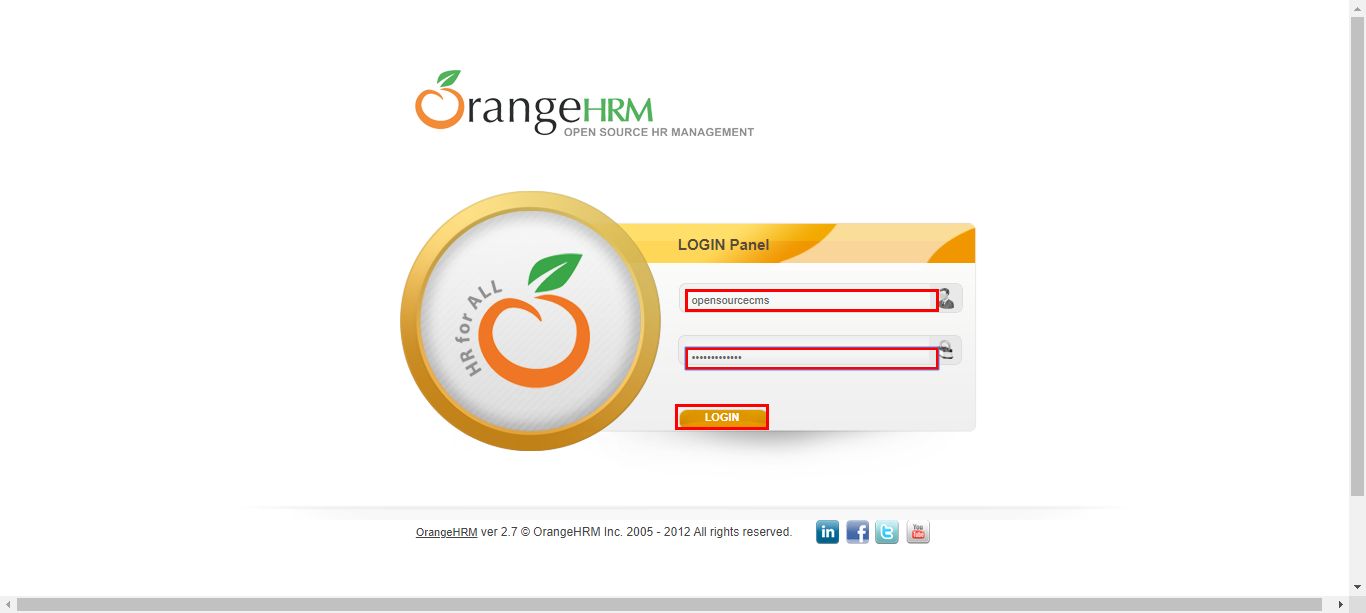 OrangeHRM
OPEN SOURCE HR MANAGEMENT
HR for ALL
LOGIN Panel
opensourcecms
•••••••••••••
LOGIN
OrangeHRM ver 2.7 © OrangeHRM Inc. 2005 - 2012 All rights reserved.
in f t You Tube